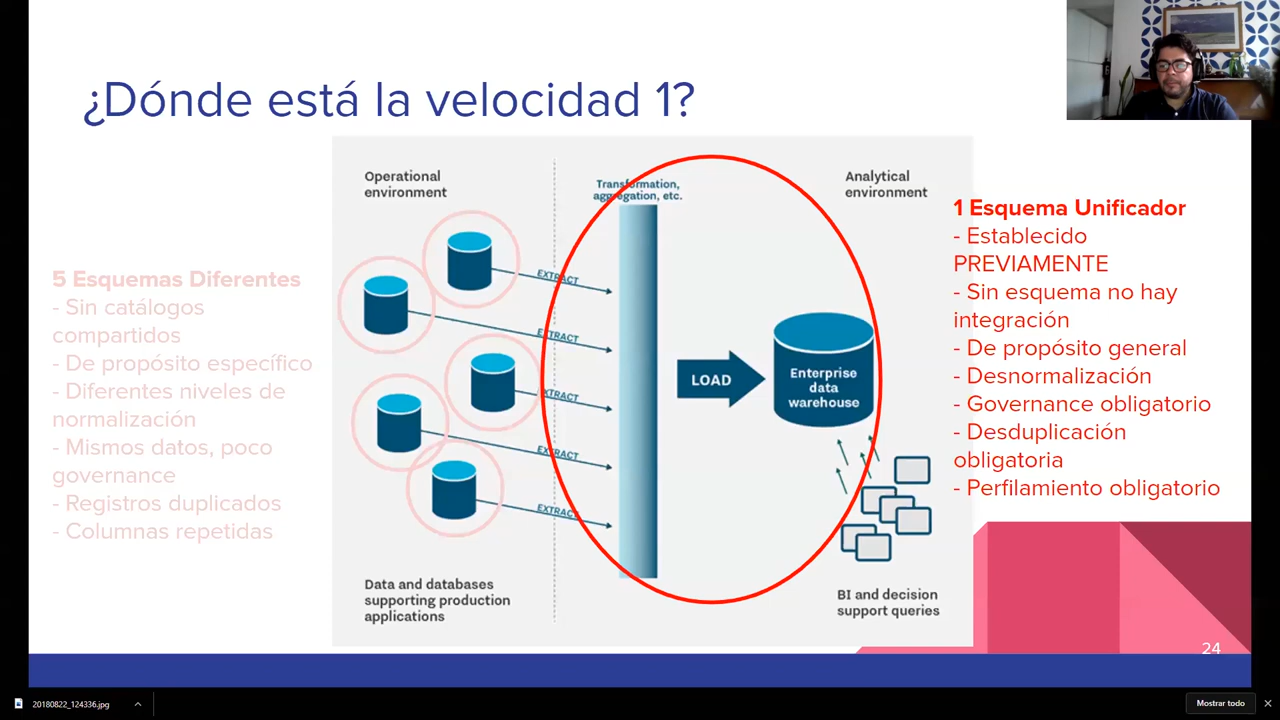 ¿Dónde está la velocidad 1?
5 Esquemas Diferentes
- Sin catálogos
compartidos
- De propósito específico
- Diferentes niveles de
normalización
- Mismos datos, poco
governance
- Registros duplicados
- Columnas repetidas
Operational
environment
Transformation,
aggregation, etc.
Analytical
environment
EXTRACT
EXTRACT
EXTRACT
EXTRACT
EXTRACT
LOAD
Enterprise
data
warehouse
Data and databases
supporting production
applications
BI and decision
support queries
1 Esquema Unificador
- Establecido
PREVIAMENTE
- Sin esquema no hay
integración
- De propósito general
- Desnormalización
- Governance obligatorio
- Desduplicación
obligatoria
- Perfilamiento obligatorio
24
20180822_124336.jpg
Mostrar todo